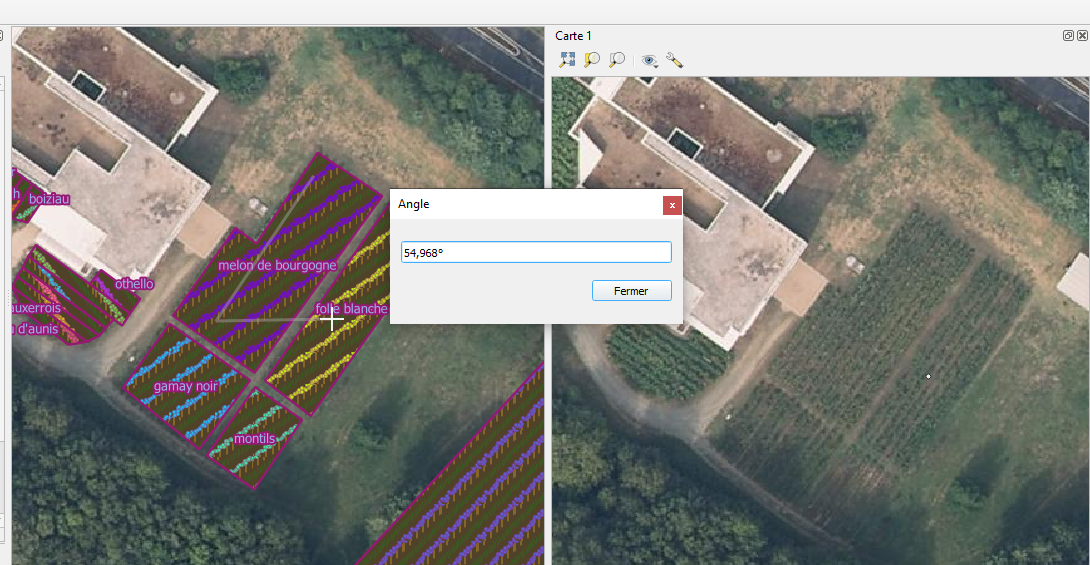 Carte 1
Angle
x
54,968°
Fermer
h
boiziau
melon de bourgogne
othello
folle blanche
auxerrois
d'aunis
gamay noir
montils